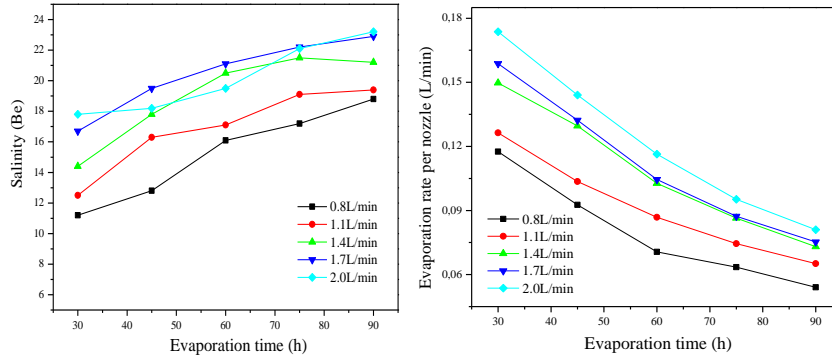 24
22
20
18
16
14
12
10
8
6
Salinity (Be)
30 40 50 60 70 80 90
Evaporation time (h)
0.8L/min
1.1L/min
1.4L/min
1.7L/min
2.0L/min
0,18
0,15
0,12
0,09
0,06
Evaporation rate per nozzle (L/min)
30 40 50 60 70 80 90
Evaporation time (h)
0.8L/min
1.1L/min
1.4L/min
1.7L/min
2.0L/min